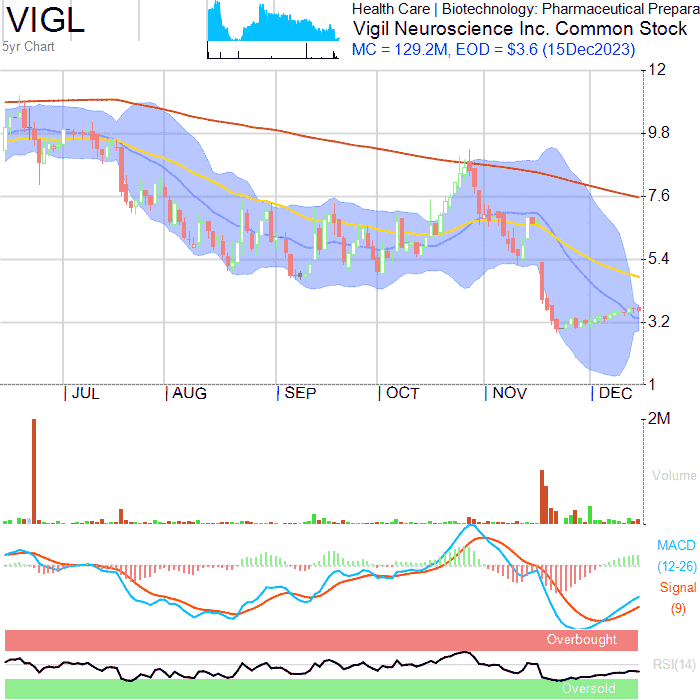 VIGL
5yr Chart
Health Care | Biotechnology: Pharmaceutical Prepara
Vigil Neuroscience Inc. Common Stock
MC = 129.2M, EOD = $3.6 (15Dec2023)
12
9.8
7.6
5.4
3.2
1
JUL AUG SEP OCT NOV DEC
2M
Volume
MACD
(12-26)
Signal
(9)
Overbought
RSI(14)
Oversold